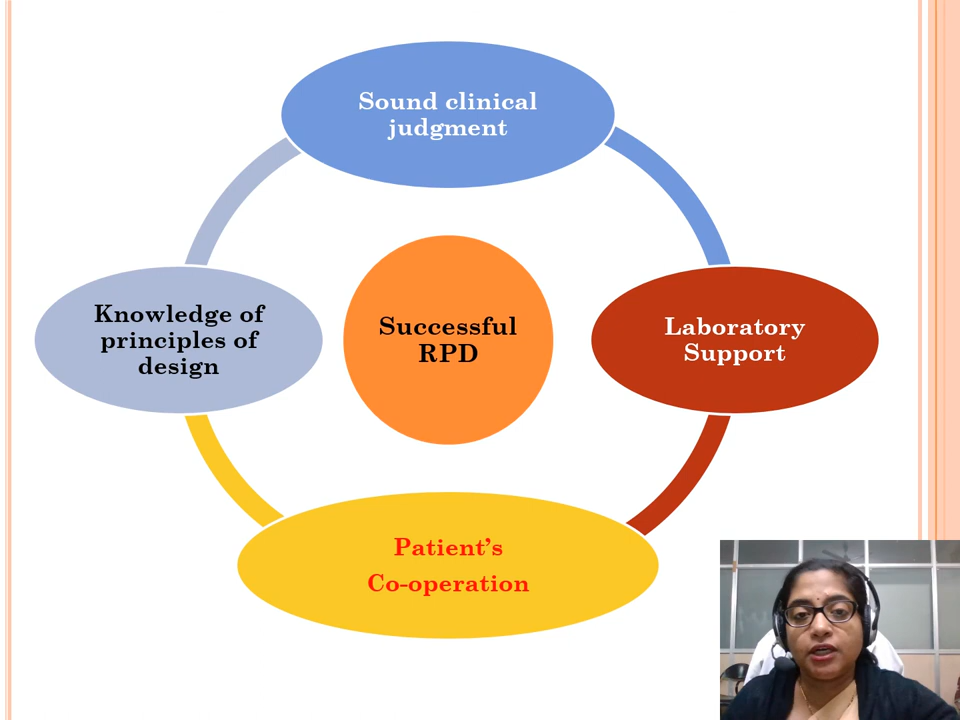 Sound clinical
judgment
Knowledge of
principles of
design
Successful
RPD
Laboratory
Support
Patient’s
Co-operation